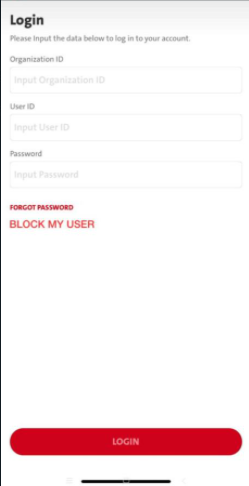 Login
Please Input the data below to log in to your account.
Organization ID
Input Organization ID
User ID
Input User ID
Password
Input Password
FORGOT PASSWORD
BLOCK MY USER
LOGIN